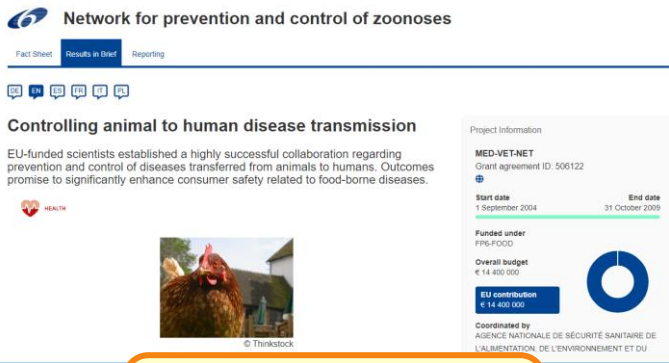 Network for prevention and control of zoonoses
Fact Sheet
Results in Brief
Reporting
DE EN ES FR IT PL
Controlling animal to human disease transmission
EU-funded scientists established a highly successful collaboration regarding
prevention and control of diseases transferred from animals to humans. Outcomes
promise to significantly enhance consumer safety related to food-borne diseases.
HEALTH
© Thinkstock
Project Information
MED-VET-NET
Grant agreement ID: 506122
Start date
1 September 2004
End date
31 October 2009
Funded under
FP6-FOOD
Overall budget
€ 14 400 000
EU contribution
€ 14 400 000
Coordinated by
AGENCE NATIONALE DE SÉCURITÉ SANITAIRE DE
L'ALIMENTATION, DE L'ENVIRONNEMENT ET DU